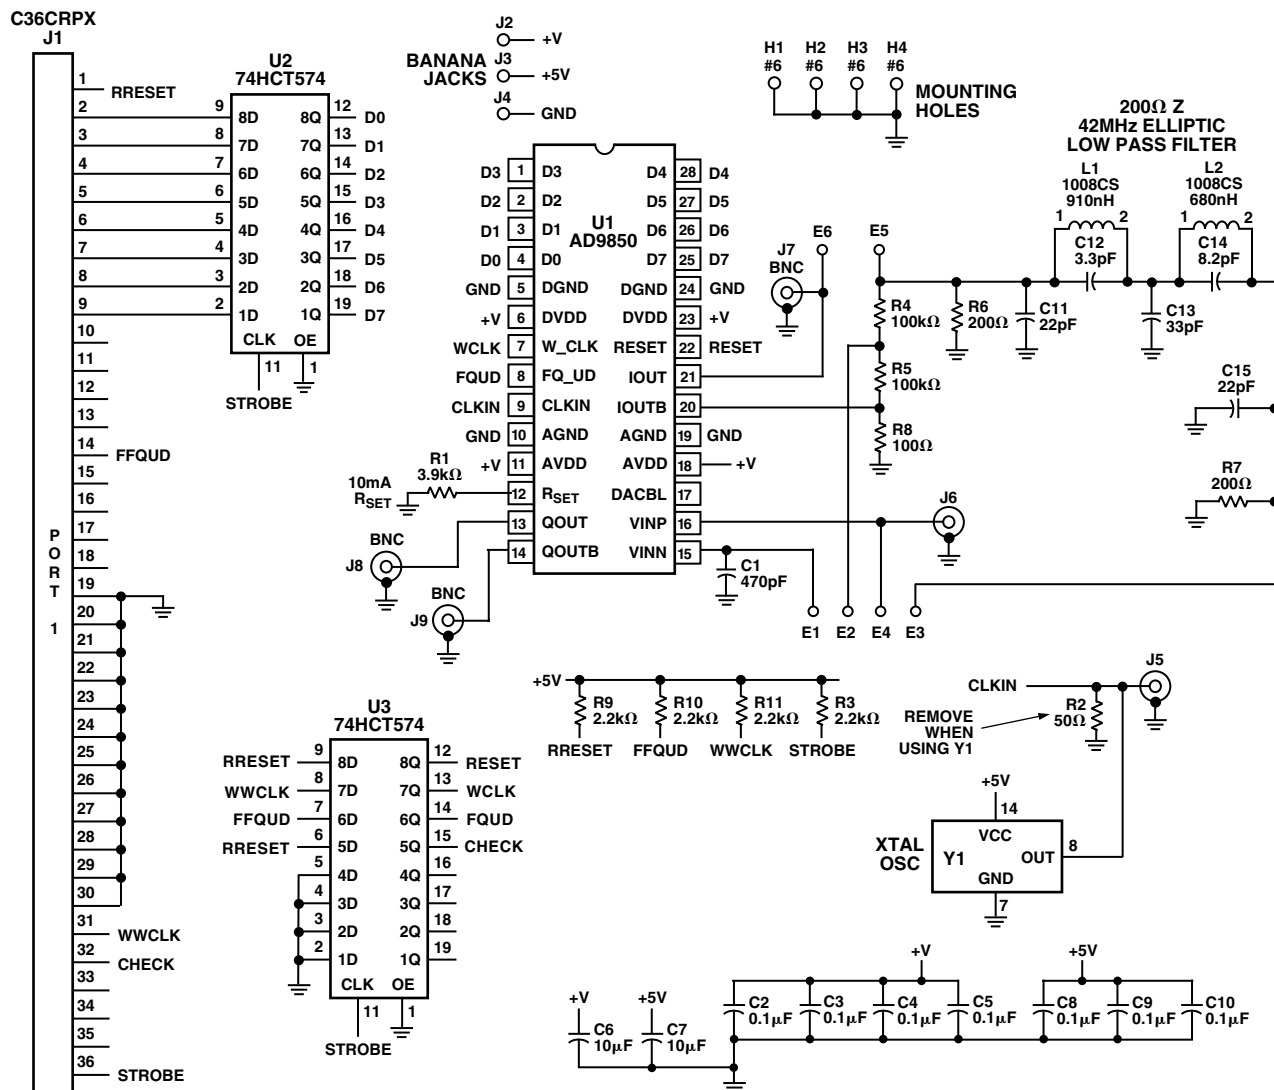 C36CRPX
J1
1
RRESET
2
3
4
5
6
7
8
9
10
11
12
13
14
FFQUD
15
16
17
18
19
20
21
22
23
24
25
26
27
28
29
30
31
WWCLK
32
CHECK
33
34
35
36
STROBE
PORT 1
U2
74HCT574
9 8D 8Q 12 D0
8 7D 7Q 13 D1
7 6D 6Q 14 D2
6 5D 5Q 15 D3
5 4D 4Q 16 D4
4 3D 3Q 17 D5
3 2D 2Q 18 D6
2 1D 1Q 19 D7
CLK OE
11 1
STROBE
J2
+V
BANANA
JACKS
J3
+5V
J4
GND
H1 H2 H3 H4
#6 #6 #6 #6
MOUNTING
HOLES
U1
AD9850
D3 1 D3 D4 28 D4
D2 2 D2 D5 27 D5
D1 3 D1 D6 26 D6
D0 4 D0 D7 25 D7
GND 5 DGND DGND 24 GND
+V 6 DVDD DVDD 23 +V
WCLK 7 W_CLK RESET 22 RESET
FQUD 8 FQ_UD IOUT 21
CLKIN 9 CLKIN IOUTB 20
GND 10 AGND AGND 19 GND
+V 11 AVDD AVDD 18 +V
12 RSET DACBL 17
13 QOUT VINP 16
14 QOUTB VINN 15
R1
3.9kΩ
10mA
RSET
BNC
J8
BNC
J9
J7
BNC
E6
E5
R4
100kΩ
R5
100kΩ
R8
100Ω
R6
200Ω
C11
22pF
200Ω Z
42MHz ELLIPTIC
LOW PASS FILTER
L1
1008CS
910nH
1 2
C12
3.3pF
L2
1008CS
680nH
1 2
C14
8.2pF
C13
33pF
C15
22pF
R7
200Ω
J6
C1
470pF
E1 E2 E4 E3
+5V
R9
2.2kΩ
R10
2.2kΩ
R11
2.2kΩ
R3
2.2kΩ
RRESET FFQUD WWCLK STROBE
CLKIN
J5
R2
50Ω
REMOVE
WHEN
USING Y1
+5V
14
XTAL
OSC
Y1
VCC
OUT
8
GND
7
U3
74HCT574
RRESET 9 8D 8Q 12 RESET
WWCLK 8 7D 7Q 13 WCLK
FFQUD 7 6D 6Q 14 FQUD
RRESET 6 5D 5Q 15 CHECK
5 4D 4Q 16
4 3D 3Q 17
3 2D 2Q 18
2 1D 1Q 19
CLK OE
11 1
STROBE
+V
C6
10μF
+5V
C7
10μF
+V
C2
0.1μF
C3
0.1μF
C4
0.1μF
C5
0.1μF
+5V
C8
0.1μF
C9
0.1μF
C10
0.1μF